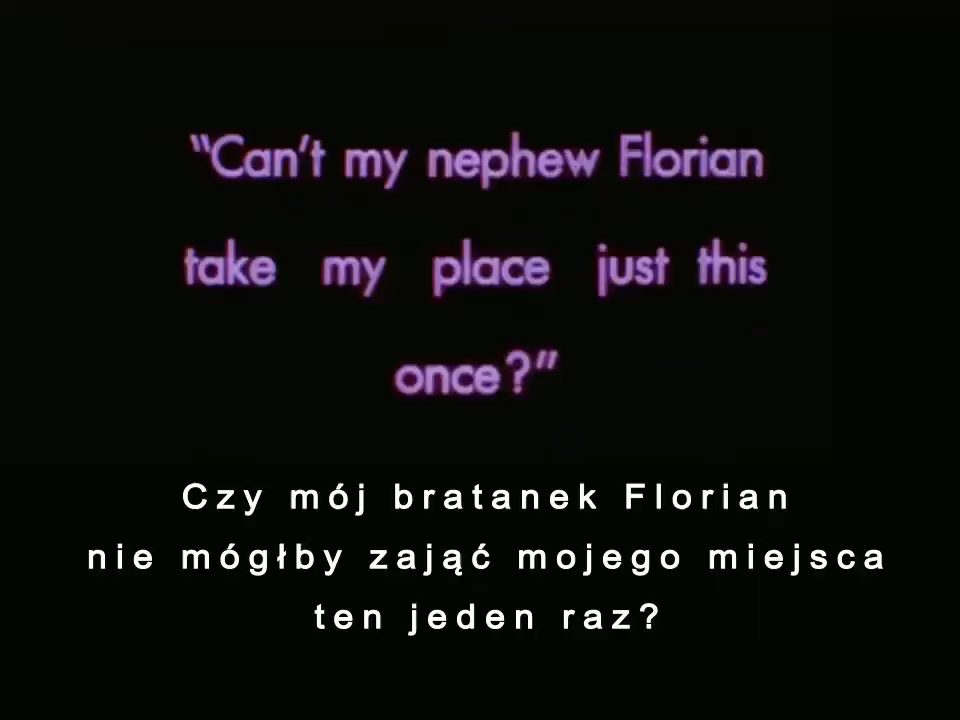 “Can’t my nephew Florian
take my place just this
once?”
Czy mój bratanek Florian
nie mógłby zająć mojego miejsca
ten jeden raz?